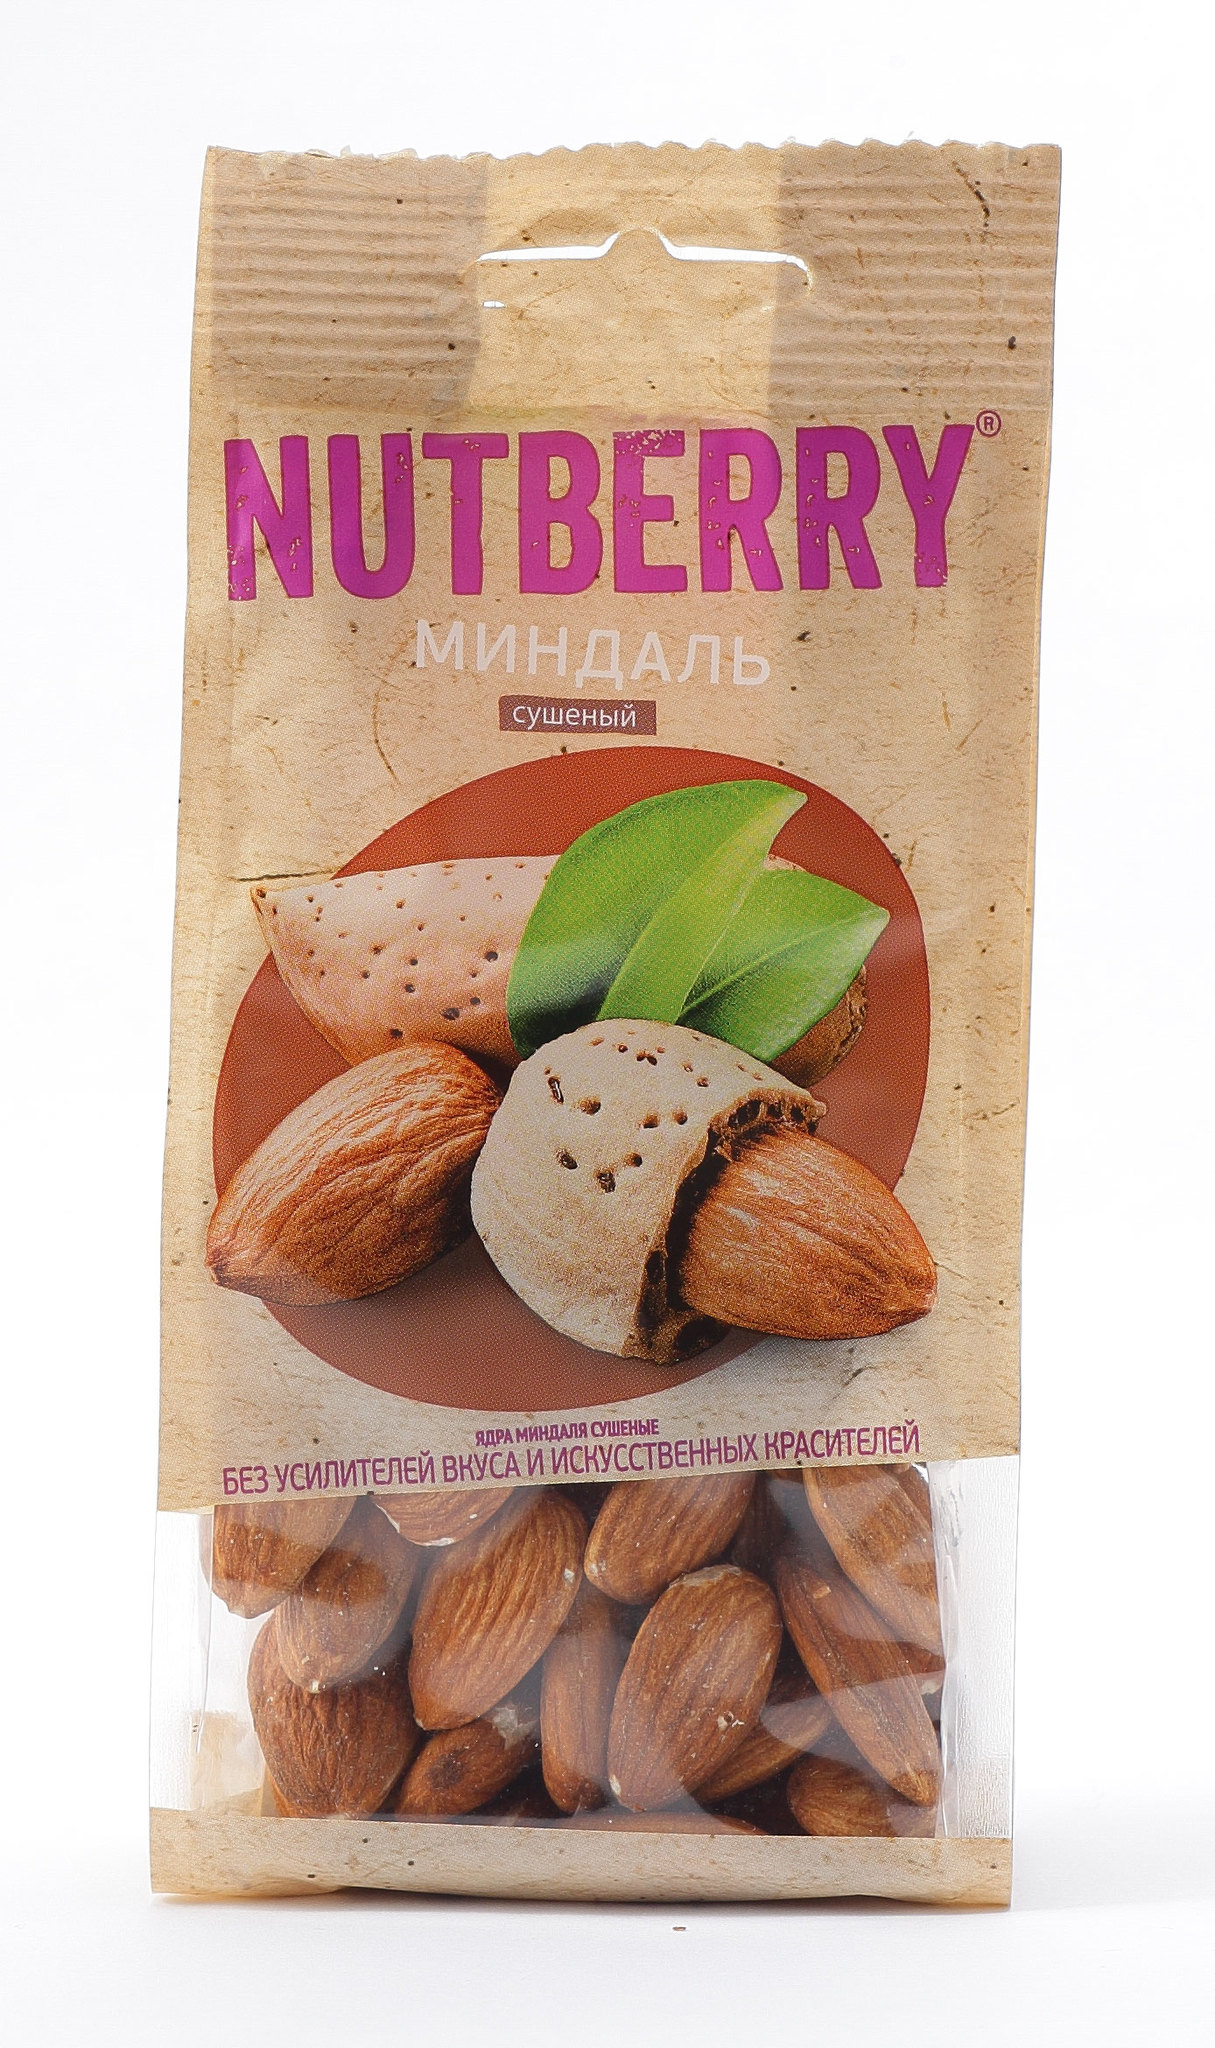 NUTBERRY®
МИНДАЛЬ
сушеный
ЯДРА МИНДАЛЯ СУШЕНЫЕ
БЕЗ УСИЛИТЕЛЕЙ ВКУСА И ИСКУССТВЕННЫХ КРАСИТЕЛЕЙ